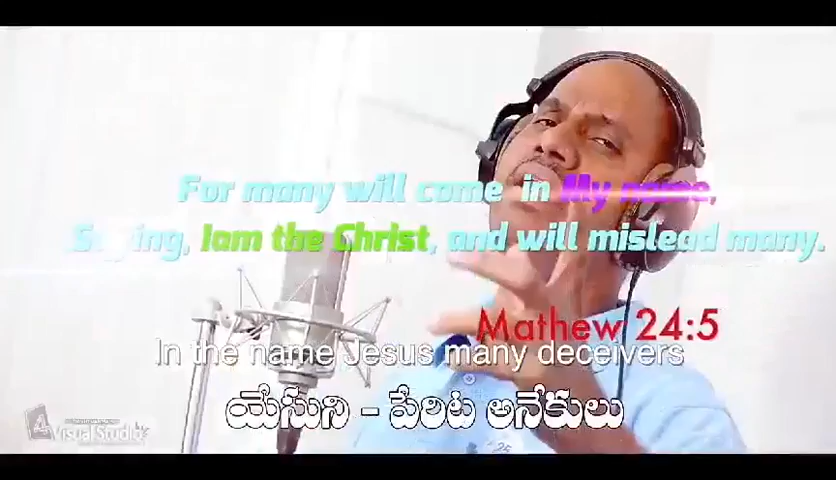 For many will come in My name,
Saying, Iam the Christ, and will mislead many.
Mathew 24:5
In the name Jesus many deceivers
యేసుని - పేరిట అనేకులు
Visual Studio